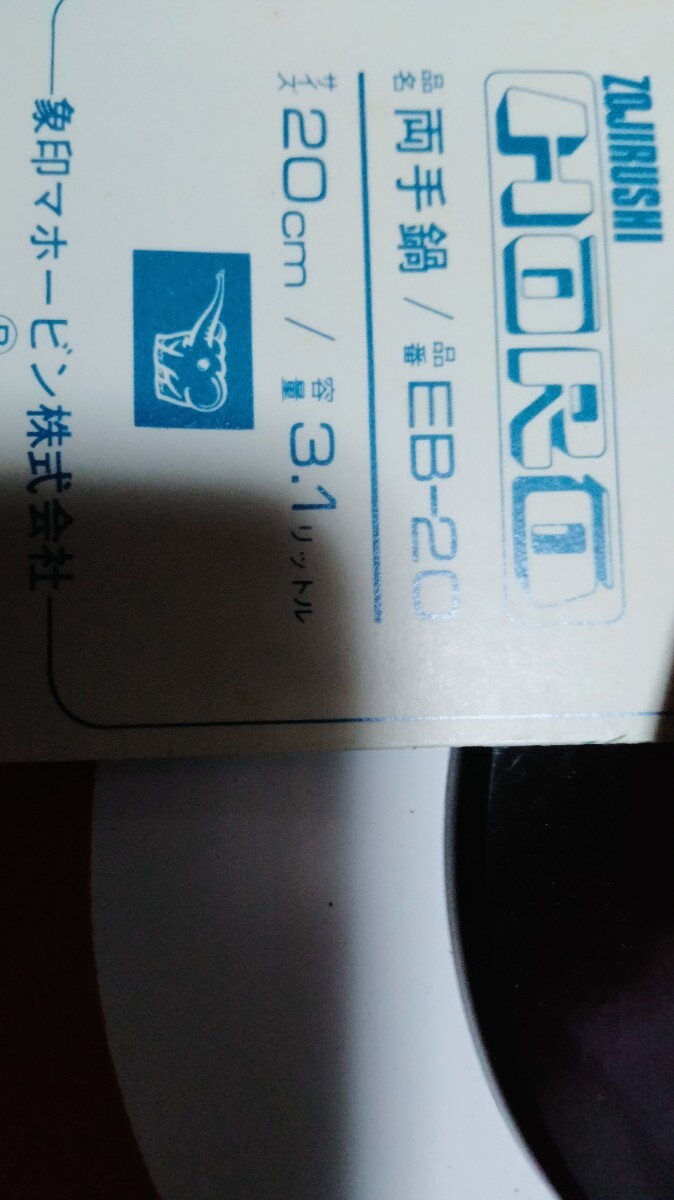 ZOJIRUSHI
HORO
品名 両手鍋 / 品番 EB-20
サイズ 20cm / 容量 3.1リットル
象印マホービン株式会社
Ⓡ